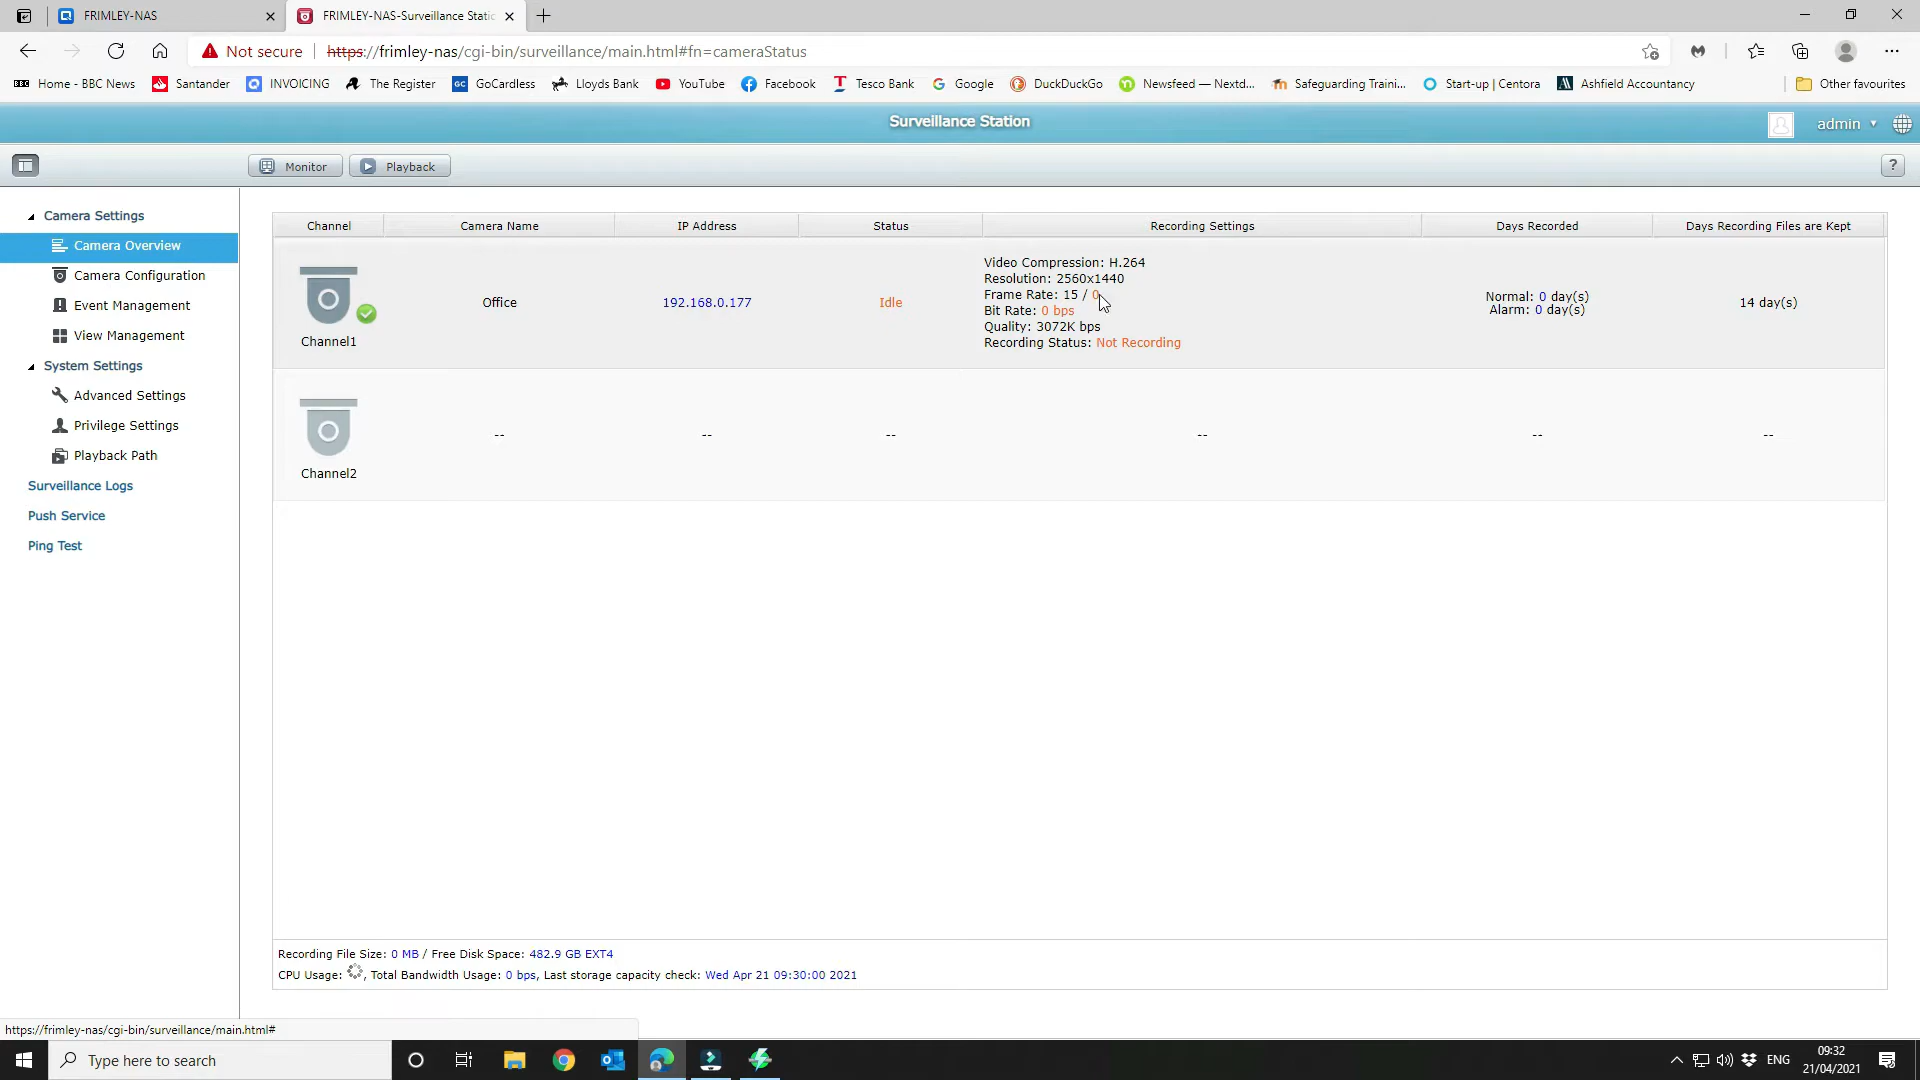 FRIMLEY-NAS
FRIMLEY-NAS-Surveillance Static
Not secure
https://frimley-nas/cgi-bin/surveillance/main.html#fn=cameraStatus
BBC Home - BBC News
Santander
INVOICING
The Register
GC GoCardless
Lloyds Bank
YouTube
Facebook
Tesco Bank
Google
DuckDuckGo
Newsfeed — Nextd...
Safeguarding Traini...
Start-up | Centora
Ashfield Accountancy
Other favourites
Surveillance Station
admin
Monitor
Playback
?
Camera Settings
Camera Overview
Camera Configuration
Event Management
View Management
System Settings
Advanced Settings
Privilege Settings
Playback Path
Surveillance Logs
Push Service
Ping Test
Channel Camera Name IP Address Status Recording Settings Days Recorded Days Recording Files are Kept
Channel1
Office
192.168.0.177
Idle
Video Compression: H.264
Resolution: 2560x1440
Frame Rate: 15 / 0
Bit Rate: 0 bps
Quality: 3072K bps
Recording Status: Not Recording
Normal: 0 day(s)
Alarm: 0 day(s)
14 day(s)
Channel2
-- -- -- -- -- --
Recording File Size: 0 MB / Free Disk Space: 482.9 GB EXT4
CPU Usage: , Total Bandwidth Usage: 0 bps, Last storage capacity check: Wed Apr 21 09:30:00 2021
https://frimley-nas/cgi-bin/surveillance/main.html#
Type here to search
ENG
09:32
21/04/2021